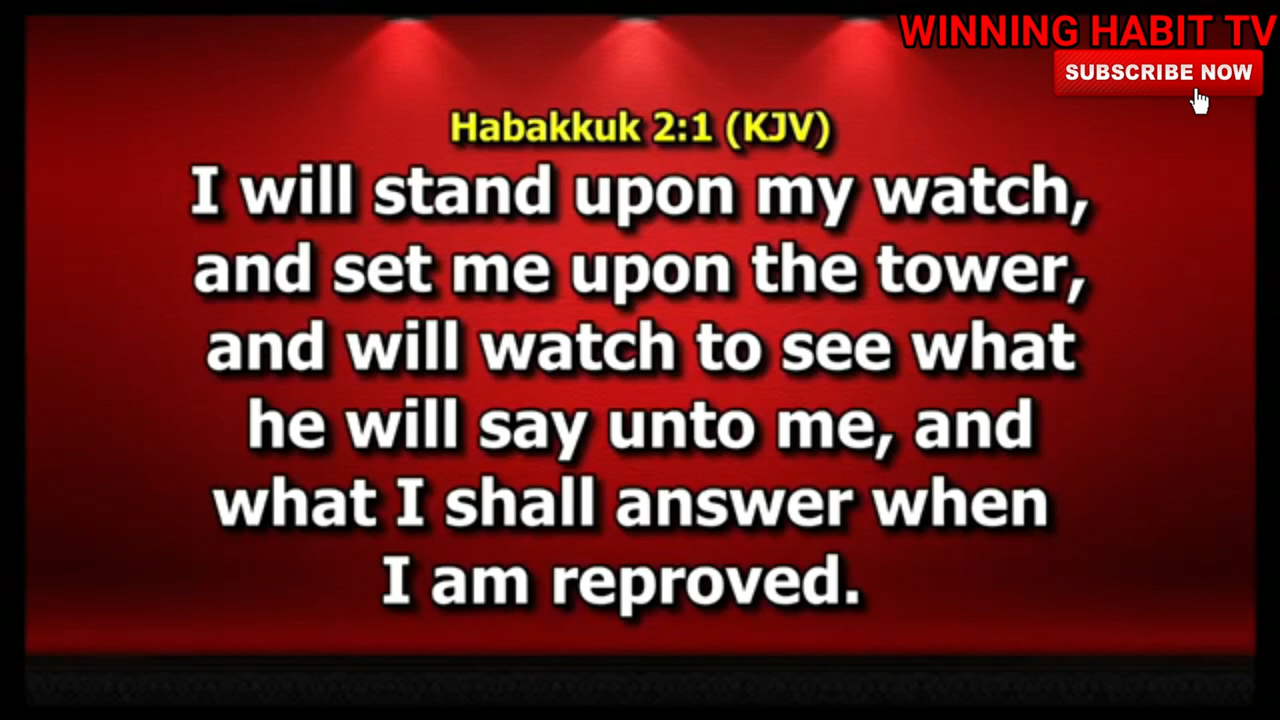 WINNING HABIT TV
SUBSCRIBE NOW
Habakkuk 2:1 (KJV)
I will stand upon my watch,
and set me upon the tower,
and will watch to see what
he will say unto me, and
what I shall answer when
I am reproved.